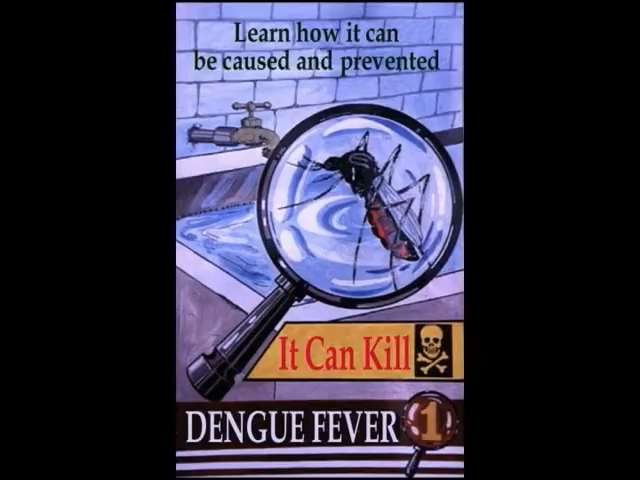 Learn how it can
be caused and prevented
It Can Kill
DENGUE FEVER 1